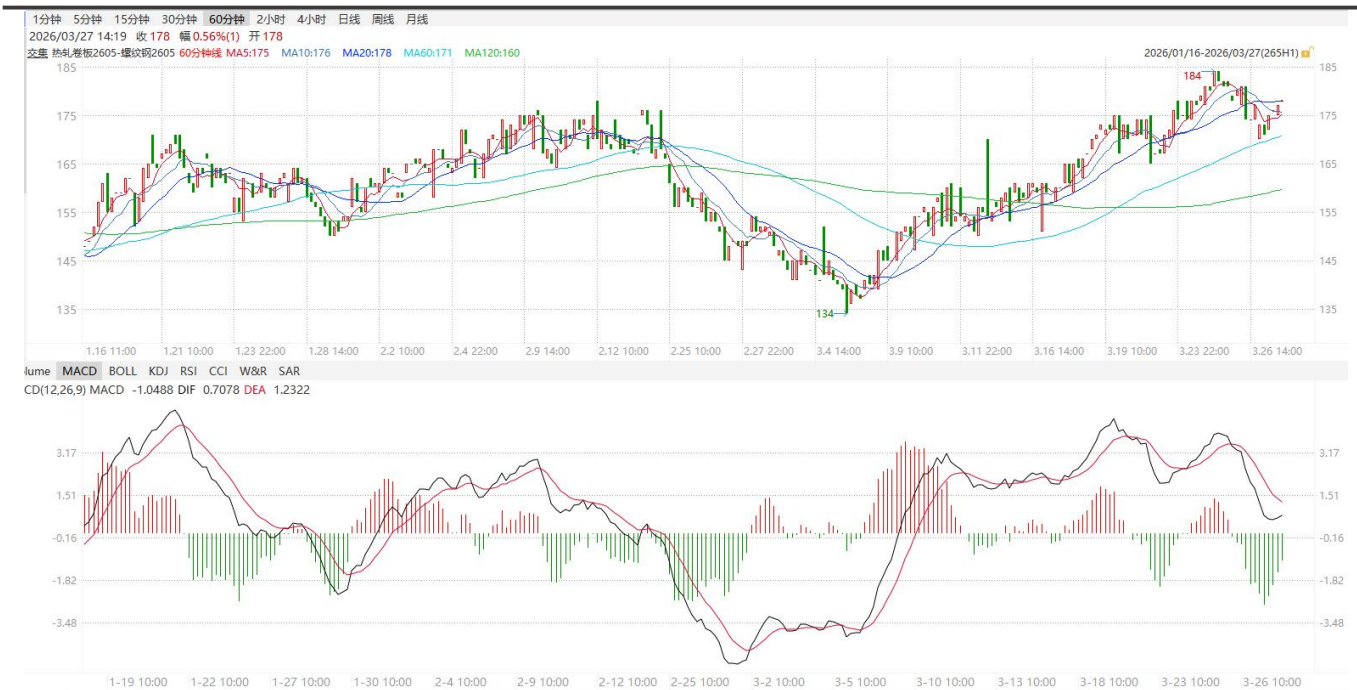 1分钟 5分钟 15分钟 30分钟 60分钟 2小时 4小时 日线 周线 月线
2026/03/27 14:19 收 178 幅 0.56%(1) 开 178
交集 热轧卷板2605-螺纹钢2605 60分钟线 MA5:175 MA10:176 MA20:178 MA60:171 MA120:160 2026/01/16-2026/03/27(265H1)
185 184 185
175 175
165 165
155 155
145 145
135 134 135
1.16 11:00 1.21 10:00 1.23 22:00 1.28 14:00 2.2 10:00 2.4 22:00 2.9 14:00 2.12 10:00 2.25 10:00 2.27 22:00 3.4 14:00 3.9 10:00 3.11 22:00 3.16 14:00 3.19 10:00 3.23 22:00 3.26 14:00
lume MACD BOLL KDJ RSI CCI W&R SAR
CD(12,26,9) MACD -1.0488 DIF 0.7078 DEA 1.2322
3.17 3.17
1.51 1.51
-0.16 -0.16
-1.82 -1.82
-3.48 -3.48
1-19 10:00 1-22 10:00 1-27 10:00 1-30 10:00 2-4 10:00 2-9 10:00 2-12 10:00 2-25 10:00 3-2 10:00 3-5 10:00 3-10 10:00 3-13 10:00 3-18 10:00 3-23 10:00 3-26 10:00